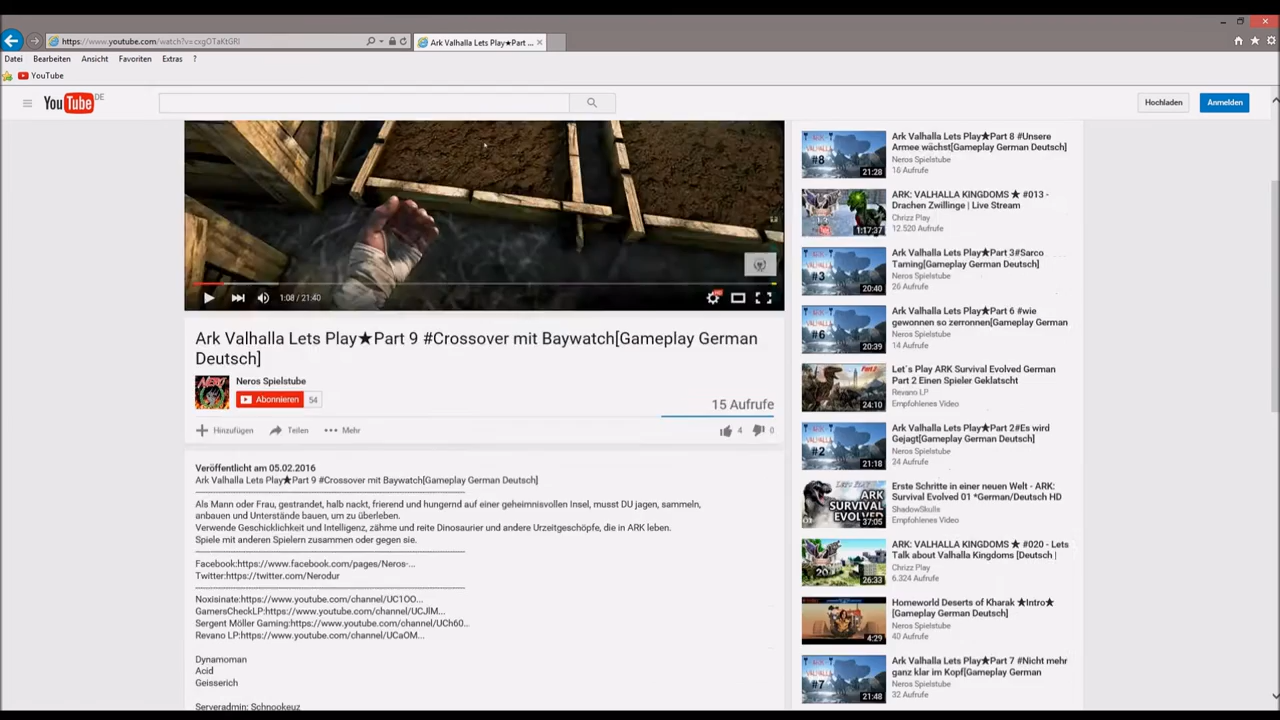 https://www.youtube.com/watch?v=cxgOTaKtGRI
Ark Valhalla Lets Play★Part ...
Datei Bearbeiten Ansicht Favoriten Extras ?
YouTube
YouTube DE
Hochladen
Anmelden
1:08 / 21:40
Ark Valhalla Lets Play★Part 9 #Crossover mit Baywatch[Gameplay German
Deutsch]
Neros Spielstube
Abonnieren 54
15 Aufrufe
Hinzufügen Teilen Mehr 4 0
Veröffentlicht am 05.02.2016
Ark Valhalla Lets Play★Part 9 #Crossover mit Baywatch[Gameplay German Deutsch]
Als Mann oder Frau, gestrandet, halb nackt, frierend und hungernd auf einer geheimnisvollen Insel, musst DU jagen, sammeln,
anbauen und Unterstände bauen, um zu überleben.
Verwende Geschicklichkeit und Intelligenz, zähme und reite Dinosaurier und andere Urzeitgeschöpfe, die in ARK leben.
Spiele mit anderen Spielern zusammen oder gegen sie.
Facebook:https://www.facebook.com/pages/Neros-...
Twitter:https://twitter.com/Nerodur
Noxisinate:https://www.youtube.com/channel/UC1OO...
GamersCheckLP:https://www.youtube.com/channel/UCJlM...
Sergent Möller Gaming:https://www.youtube.com/channel/UCh60...
Revano LP:https://www.youtube.com/channel/UCaOM...
Dynamoman
Acid
Geisserich
Serveradmin: Schnookeuz
#8
21:28
Ark Valhalla Lets Play★Part 8 #Unsere
Armee wächst[Gameplay German Deutsch]
Neros Spielstube
16 Aufrufe
13
1:17:37
ARK: VALHALLA KINGDOMS ★ #013 -
Drachen Zwillinge | Live Stream
Chrizz Play
12.520 Aufrufe
#3
20:40
Ark Valhalla Lets Play★Part 3#Sarco
Taming[Gameplay German Deutsch]
Neros Spielstube
26 Aufrufe
#6
20:39
Ark Valhalla Lets Play★Part 6 #wie
gewonnen so zerronnen[Gameplay German
Neros Spielstube
14 Aufrufe
24:10
Let´s Play ARK Survival Evolved German
Part 2 Einen Spieler Geklatscht
Revano LP
Empfohlenes Video
#2
21:18
Ark Valhalla Lets Play★Part 2#Es wird
Gejagt[Gameplay German Deutsch]
Neros Spielstube
24 Aufrufe
LETS PLAY
ARK
SURVIVAL
EVOLVED
37:05
Erste Schritte in einer neuen Welt - ARK:
Survival Evolved 01 *German/Deutsch HD
ShadowSkulls
Empfohlenes Video
20
26:33
ARK: VALHALLA KINGDOMS ★ #020 - Lets
Talk about Valhalla Kingdoms [Deutsch |
Chrizz Play
6.324 Aufrufe
4:29
Homeworld Deserts of Kharak ★Intro★
[Gameplay German Deutsch]
Neros Spielstube
40 Aufrufe
#7
21:48
Ark Valhalla Lets Play★Part 7 #Nicht mehr
ganz klar im Kopf[Gameplay German
Neros Spielstube
32 Aufrufe